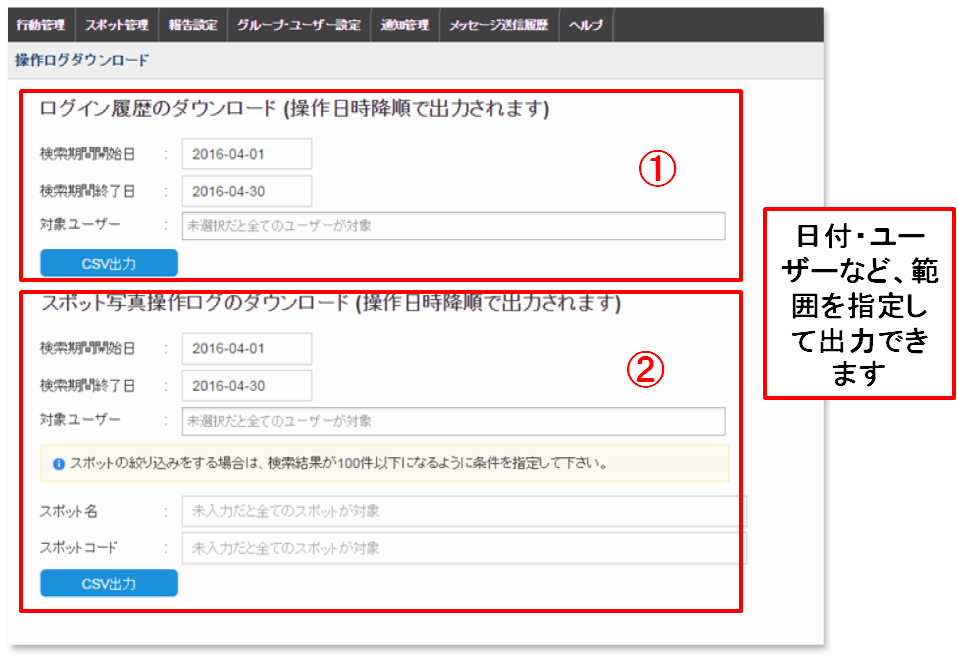 行動管理 スポット管理 報告設定 グループ・ユーザー設定 通知管理 メッセージ送信履歴 ヘルプ
操作ログダウンロード
ログイン履歴のダウンロード (操作日時降順で出力されます)
検索期間開始日 : 2016-04-01
①
検索期間終了日 : 2016-04-30
対象ユーザー : 未選択だと全てのユーザーが対象
CSV出力
日付・ユー
ザーなど、範
囲を指定し
て出力でき
ます
スポット写真操作ログのダウンロード (操作日時降順で出力されます)
検索期間開始日 : 2016-04-01
②
検索期間終了日 : 2016-04-30
対象ユーザー : 未選択だと全てのユーザーが対象
スポットの絞り込みをする場合は、検索結果が100件以下になるように条件を指定して下さい。
スポット名 : 未入力だと全てのスポットが対象
スポットコード : 未入力だと全てのスポットが対象
CSV出力